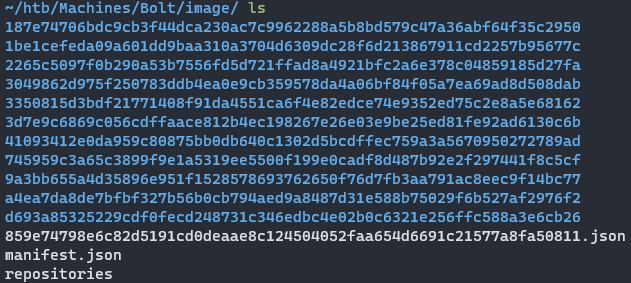 ~/htb/Machines/Bolt/image/ ls
187e74706bdc9cb3f44dca230ac7c9962288a5b8bd579c47a36abf64f35c2950
1be1cefeda09a601dd9baa310a3704d6309dc28f6d213867911cd2257b95677c
2265c5097f0b290a53b7556fd5d721ffad8a4921bfc2a6e378c04859185d27fa
3049862d975f250783ddb4ea0e9cb359578da4a06bf84f05a7ea69ad8d508dab
3350815d3bdf21771408f91da4551ca6f4e82edce74e9352ed75c2e8a5e68162
3d7e9c6869c056cdffaace812b4ec198267e26e03e9be25ed81fe92ad6130c6b
41093412e0da959c80875bb0db640c1302d5bcdffec759a3a5670950272789ad
745959c3a65c3899f9e1a5319ee5500f199e0cadf8d487b92e2f297441f8c5cf
9a3bb655a4d35896e951f1528578693762650f76d7fb3aa791ac8eec9f14bc77
a4ea7da8de7bfbf327b56b0cb794aed9a8487d31e588b75029f6b527af2976f2
d693a85325229cdf0fecd248731c346edbc4e02b0c6321e256ffc588a3e6cb26
859e74798e6c82d5191cd0deaae8c124504052faa654d6691c21577a8fa50811.json
manifest.json
repositories